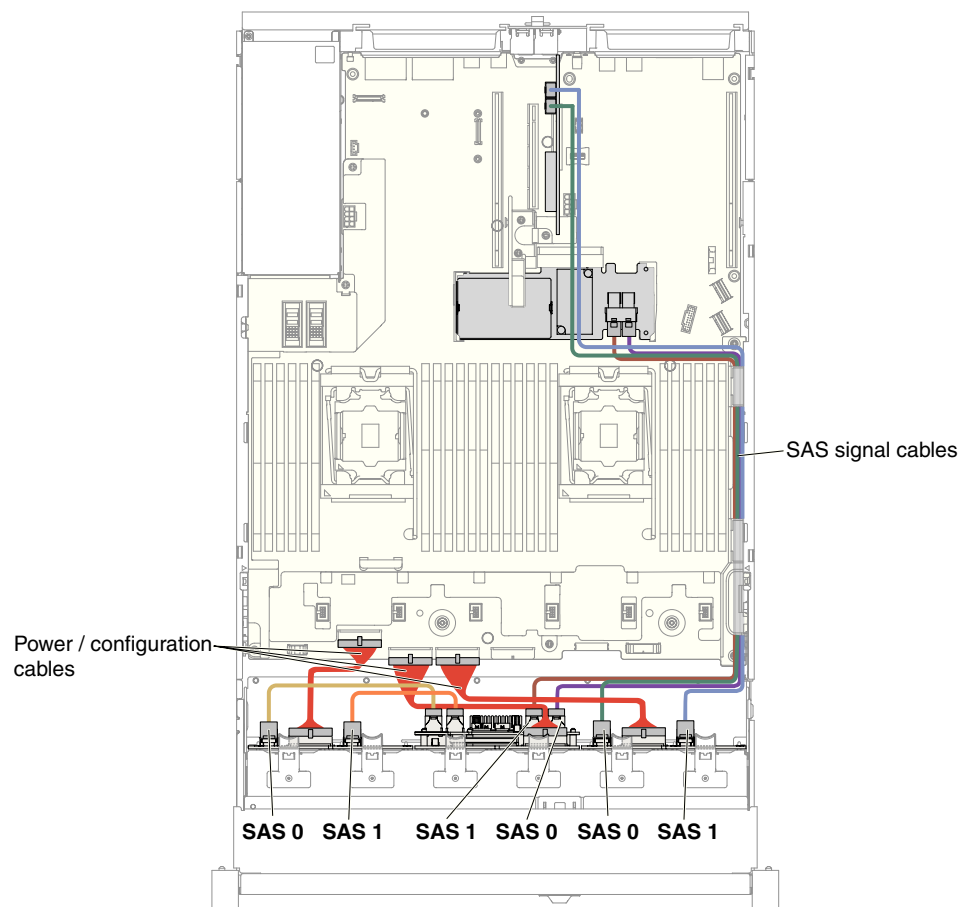 SAS signal cables
Power / configuration
cables
SAS 0
SAS 1
SAS 1
SAS 0
SAS 0
SAS 1